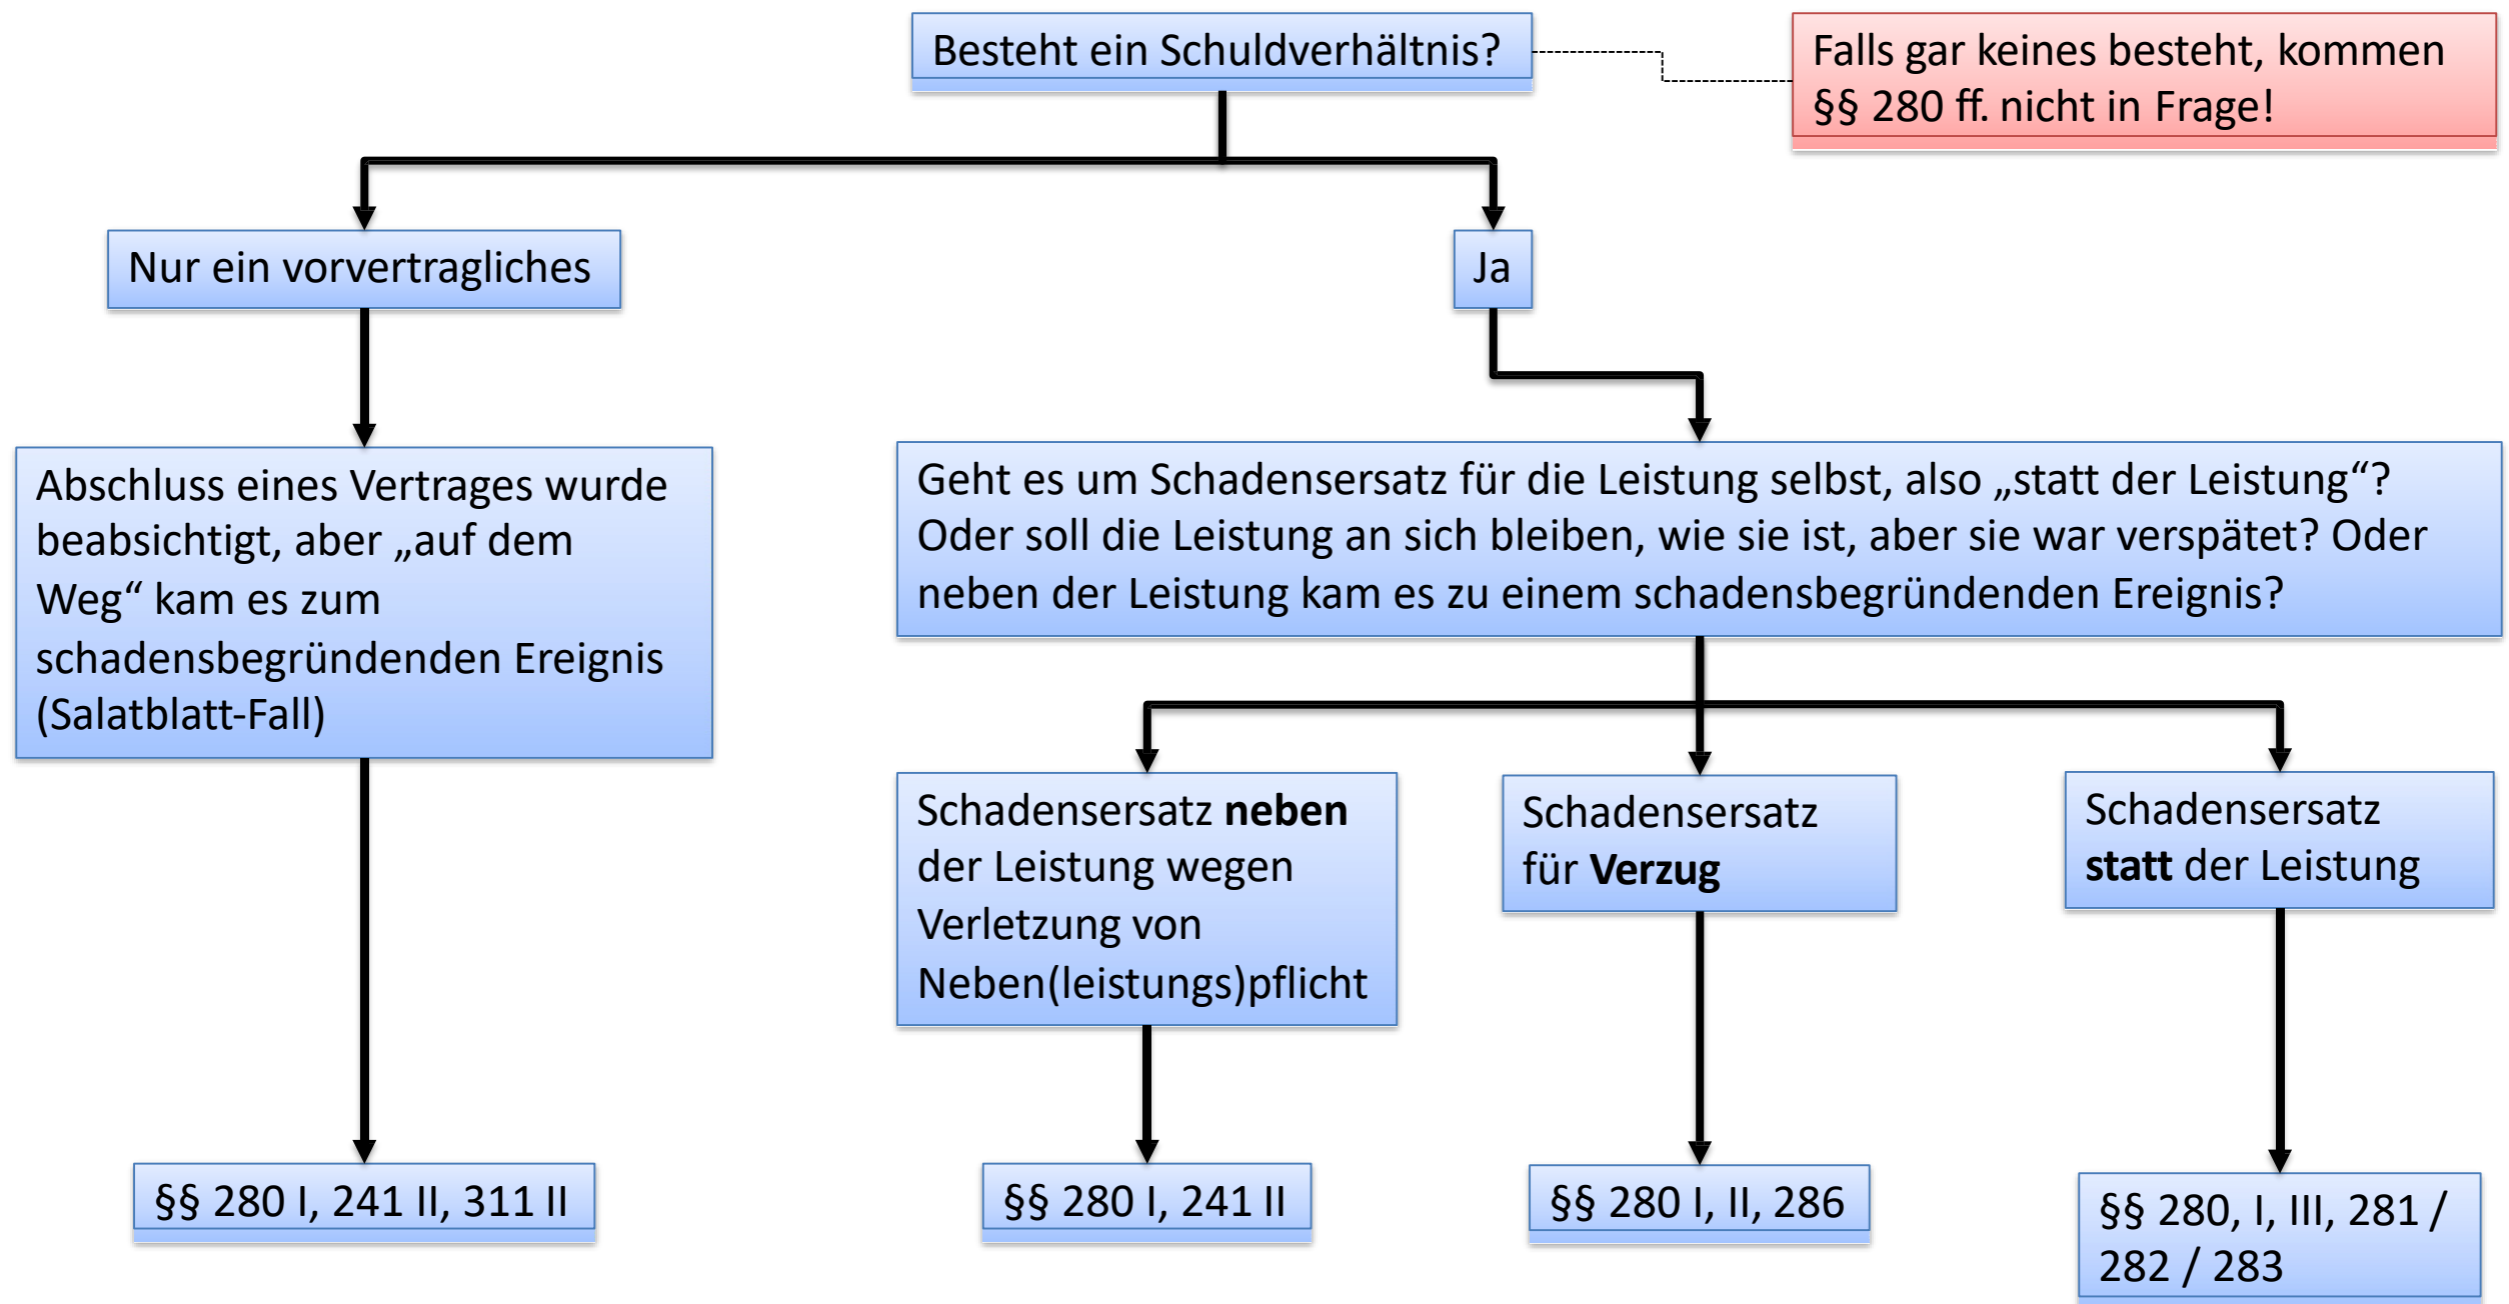 Besteht ein Schuldverhältnis?
Falls gar keines besteht, kommen
§§ 280 ff. nicht in Frage!
Nur ein vorvertragliches
Ja
Abschluss eines Vertrages wurde
beabsichtigt, aber „auf dem
Weg“ kam es zum
schadensbegründenden Ereignis
(Salatblatt-Fall)
Geht es um Schadensersatz für die Leistung selbst, also „statt der Leistung“?
Oder soll die Leistung an sich bleiben, wie sie ist, aber sie war verspätet? Oder
neben der Leistung kam es zu einem schadensbegründenden Ereignis?
Schadensersatz neben
der Leistung wegen
Verletzung von
Neben(leistungs)pflicht
Schadensersatz
für Verzug
Schadensersatz
statt der Leistung
§§ 280 I, 241 II, 311 II
§§ 280 I, 241 II
§§ 280 I, II, 286
§§ 280, I, III, 281 /
282 / 283